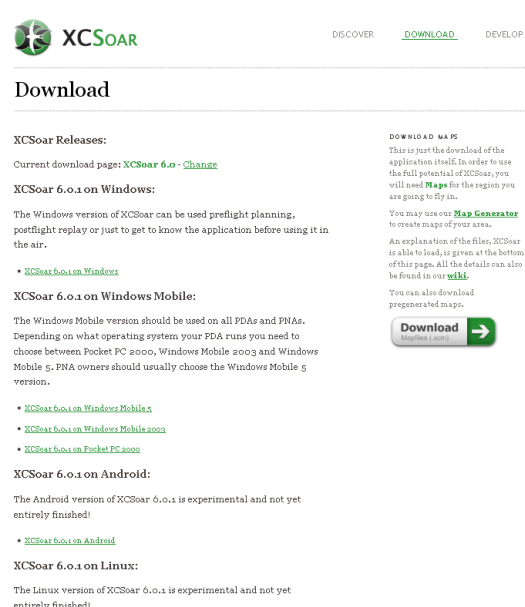 XCSOAR
DISCOVER
DOWNLOAD
DEVELOP
Download
XCSoar Releases:
Current download page: XCSoar 6.0 - Change
XCSoar 6.0.1 on Windows:
The Windows version of XCSoar can be used preflight planning,
postflight replay or just to get to know the application before using it in
the air.
• XCSoar 6.0.1 on Windows
XCSoar 6.0.1 on Windows Mobile:
The Windows Mobile version should be used on all PDAs and PNAs.
Depending on what operating system your PDA runs you need to
choose between Pocket PC 2000, Windows Mobile 2003 and Windows
Mobile 5. PNA owners should usually choose the Windows Mobile 5
version.
• XCSoar 6.0.1 on Windows Mobile 5
• XCSoar 6.0.1 on Windows Mobile 2003
• XCSoar 6.0.1 on Pocket PC 2000
XCSoar 6.0.1 on Android:
The Android version of XCSoar 6.0.1 is experimental and not yet
entirely finished!
• XCSoar 6.0.1 on Android
XCSoar 6.0.1 on Linux:
The Linux version of XCSoar 6.0.1 is experimental and not yet
entirely finished!
DOWNLOAD MAPS
This is just the download of the
application itself. In order to use
the full potential of XCSoar, you
will need Maps for the region you
are going to fly in.
You may use our Map Generator
to create maps of your area.
An explanation of the files, XCSoar
is able to load, is given at the bottom
of this page. All the details can also
be found in our wiki.
You can also download
pregenerated maps.
Download
Mapfiles (.xcm)